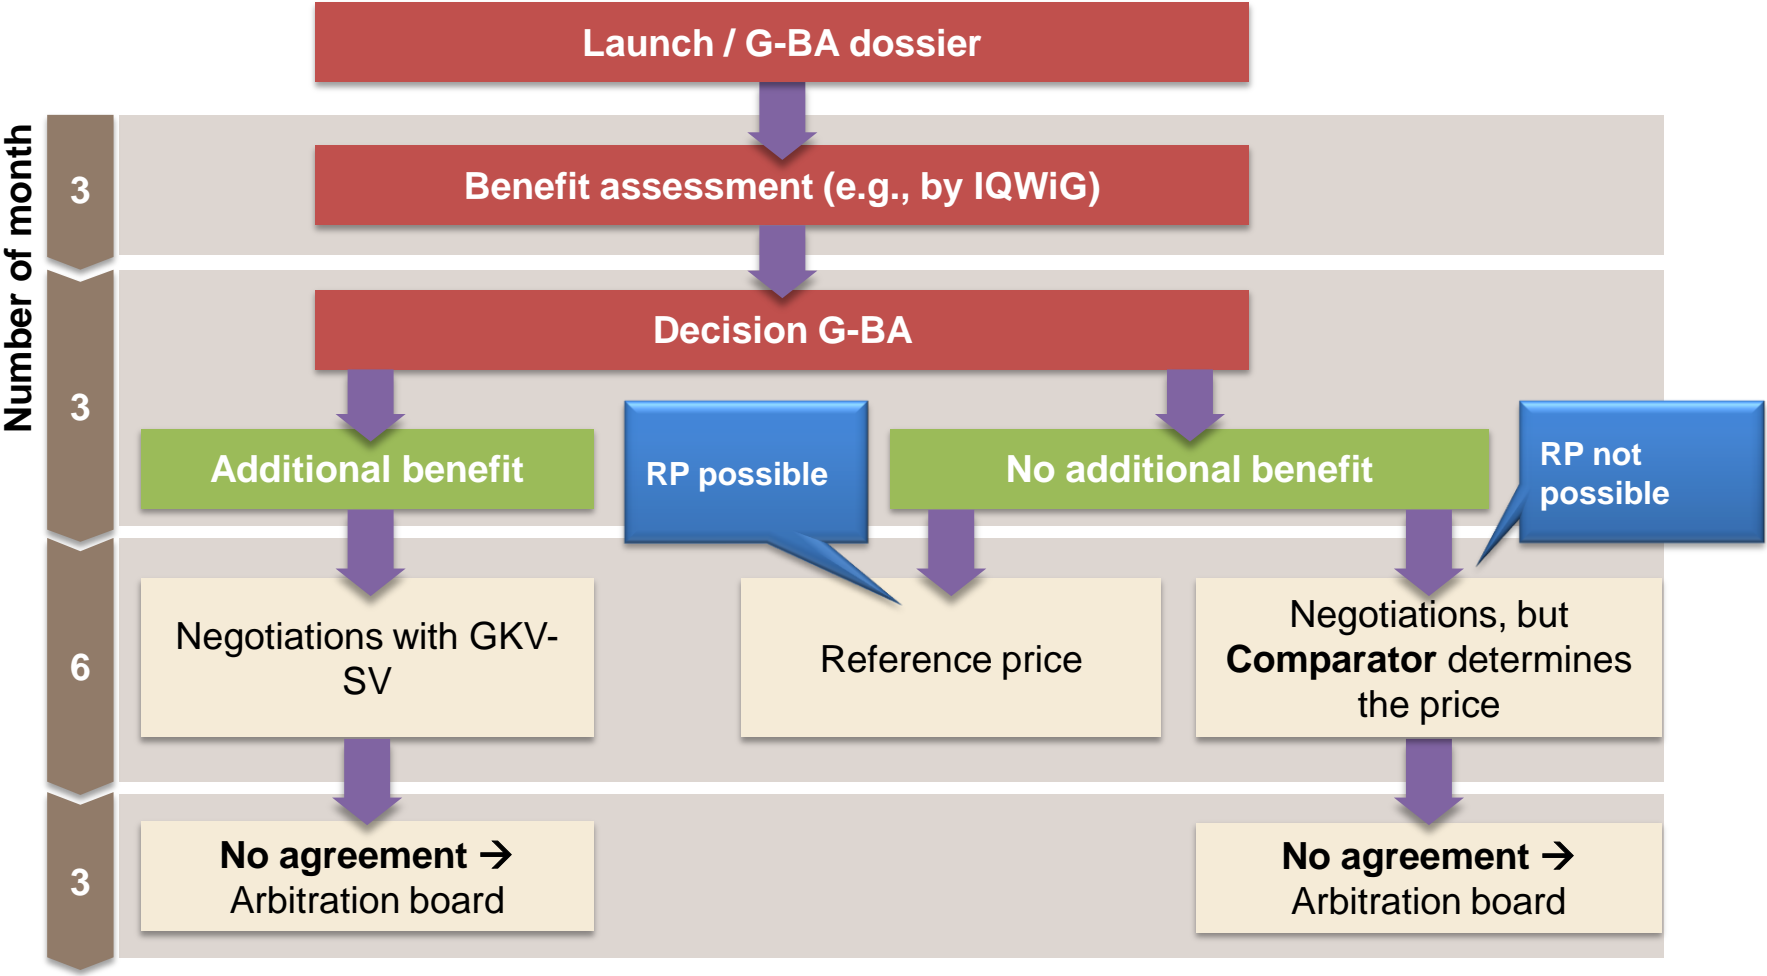 Launch / G-BA dossier
Number of month
3
Benefit assessment (e.g., by IQWiG)
3
Decision G-BA
Additional benefit
RP possible
No additional benefit
RP not
possible
6
Negotiations with GKV-
SV
Reference price
Negotiations, but
Comparator determines
the price
3
No agreement →
Arbitration board
No agreement →
Arbitration board